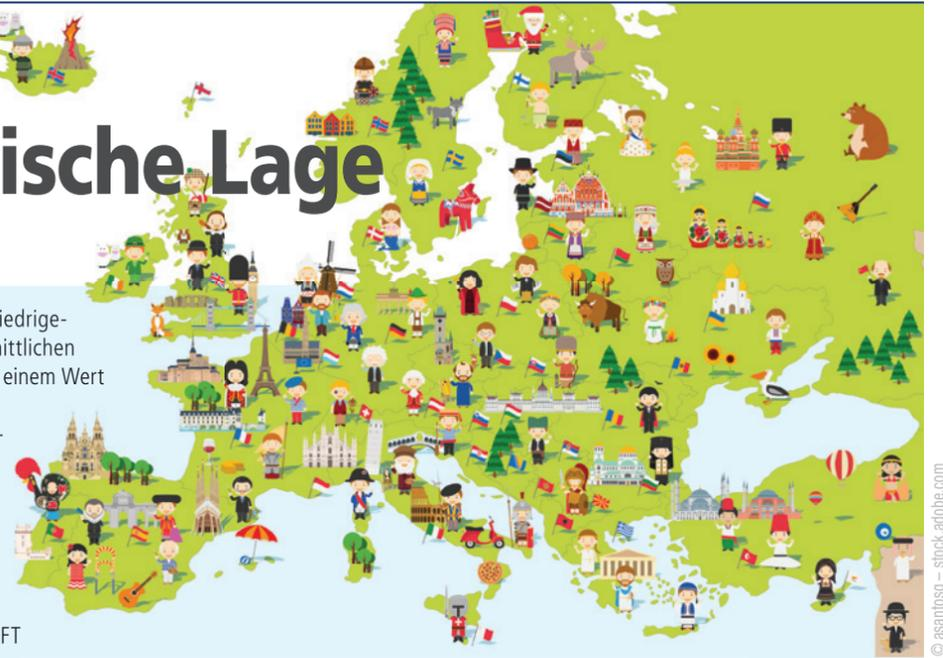 ische Lage
iedrige-
ittlichen
einem Wert
-
FT
© asantosg – stock.adobe.com